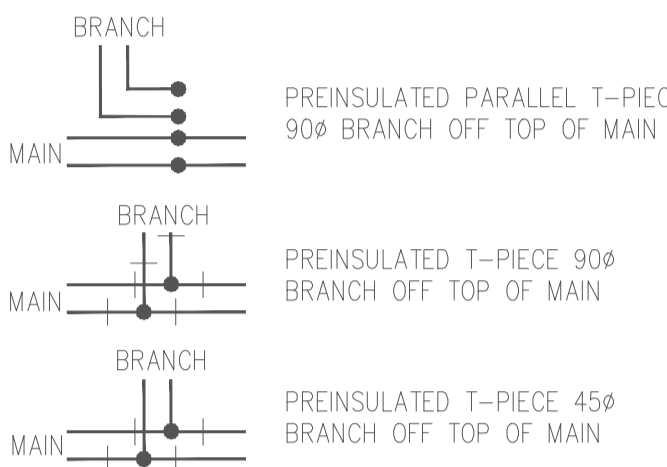 BRANCH
MAIN
PREINSULATED PARALLEL T-PIEC
90ø BRANCH OFF TOP OF MAIN
BRANCH
MAIN
PREINSULATED T-PIECE 90ø
BRANCH OFF TOP OF MAIN
BRANCH
MAIN
PREINSULATED T-PIECE 45ø
BRANCH OFF TOP OF MAIN